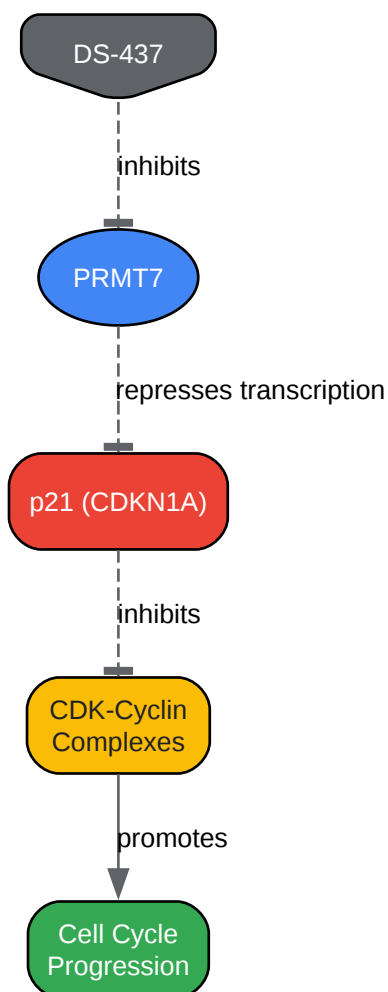 DS-437
inhibits
PRMT7
represses transcription
p21 (CDKN1A)
inhibits
CDK-Cyclin
Complexes
promotes
Cell Cycle
Progression